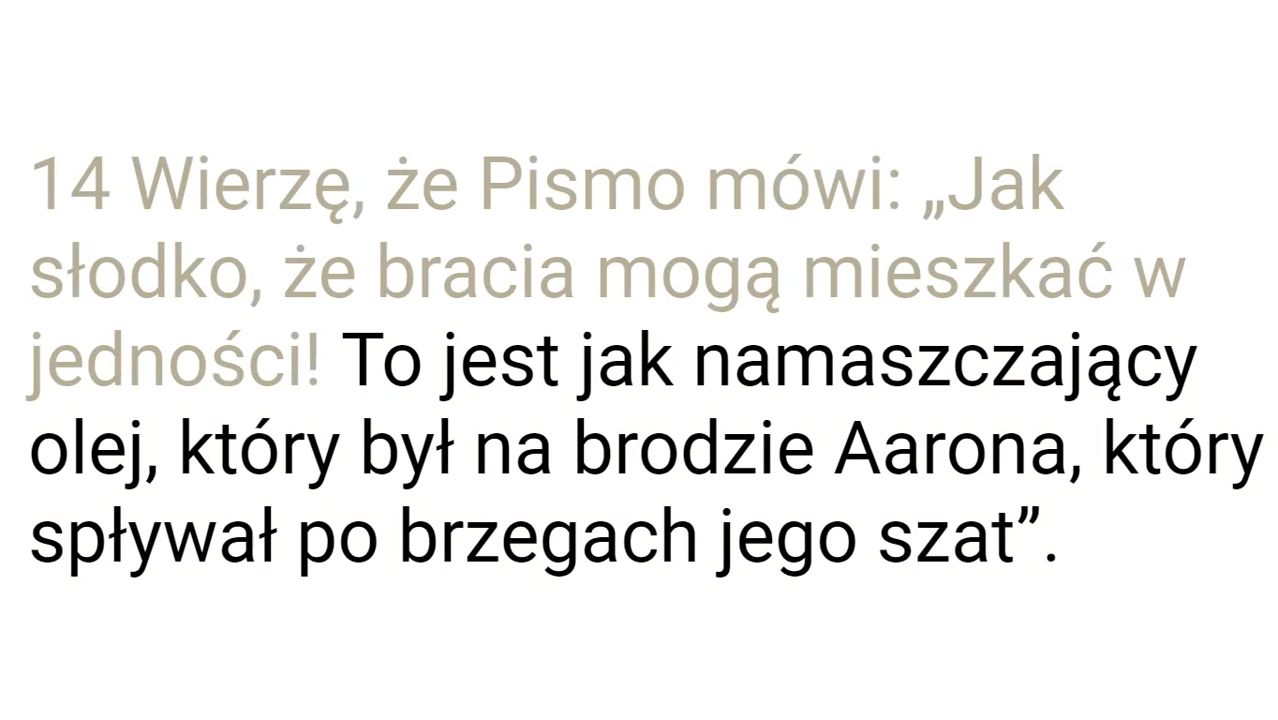 14 Wierzę, że Pismo mówi: „Jak
słodko, że bracia mogą mieszkać w
jedności! To jest jak namaszczający
olej, który był na brodzie Aarona, który
spływał po brzegach jego szat”.